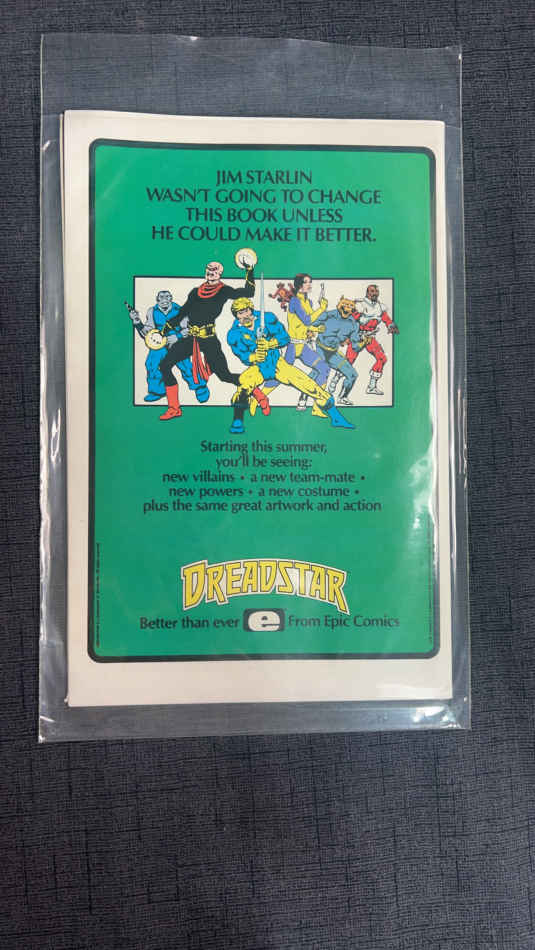 JIM STARLIN
WASN'T GOING TO CHANGE
THIS BOOK UNLESS
HE COULD MAKE IT BETTER.
Starting this summer,
you'll be seeing:
new villains • a new team-mate •
new powers • a new costume •
plus the same great artwork and action
DREADSTAR
Better than ever e From Epic Comics